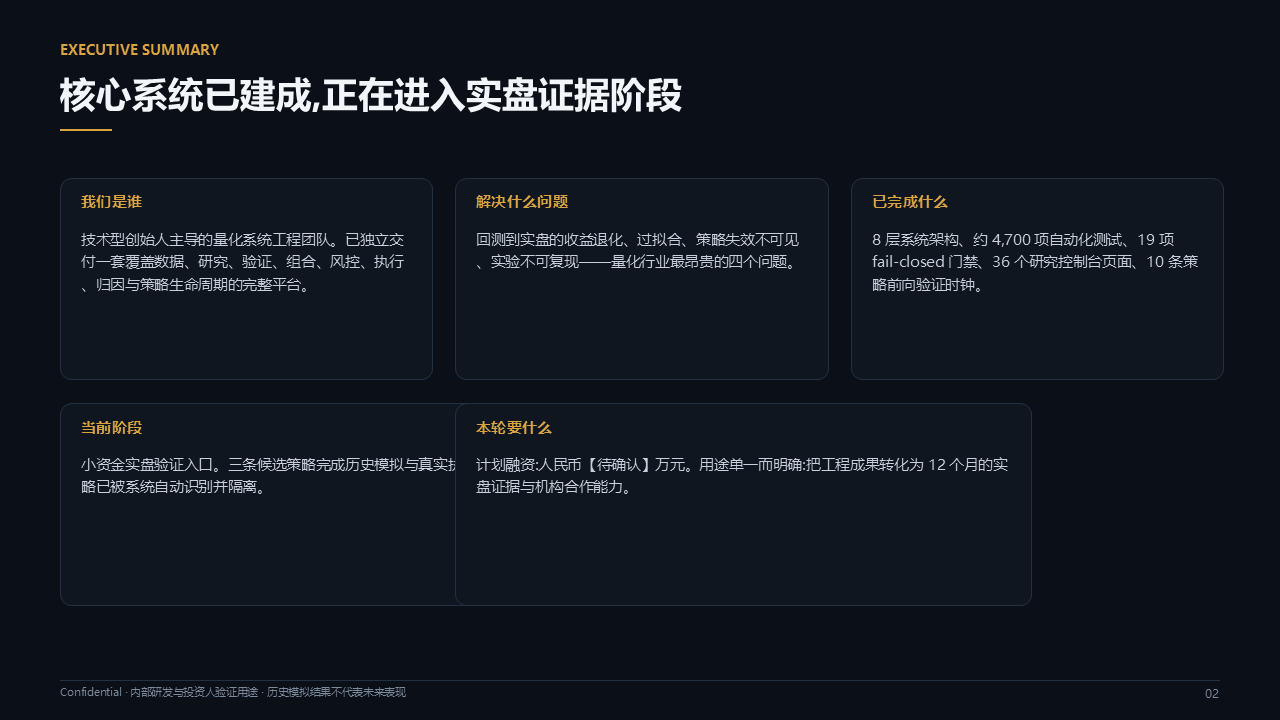 EXECUTIVE SUMMARY
核心系统已建成,正在进入实盘证据阶段
我们是谁
技术型创始人主导的量化系统工程团队。已独立交
付一套覆盖数据、研究、验证、组合、风控、执行
、归因与策略生命周期的完整平台。
解决什么问题
回测到实盘的收益退化、过拟合、策略失效不可见
、实验不可复现——量化行业最昂贵的四个问题。
已完成什么
8 层系统架构、约 4,700 项自动化测试、19 项
fail-closed 门禁、36 个研究控制台页面、10 条策
略前向验证时钟。
当前阶段
小资金实盘验证入口。三条候选策略完成历史模拟与真实
略已被系统自动识别并隔离。
本轮要什么
计划融资:人民币【待确认】万元。用途单一而明确:把工程成果转化为 12 个月的实
盘证据与机构合作能力。
Confidential · 内部研发与投资人验证用途 · 历史模拟结果不代表未来表现
02